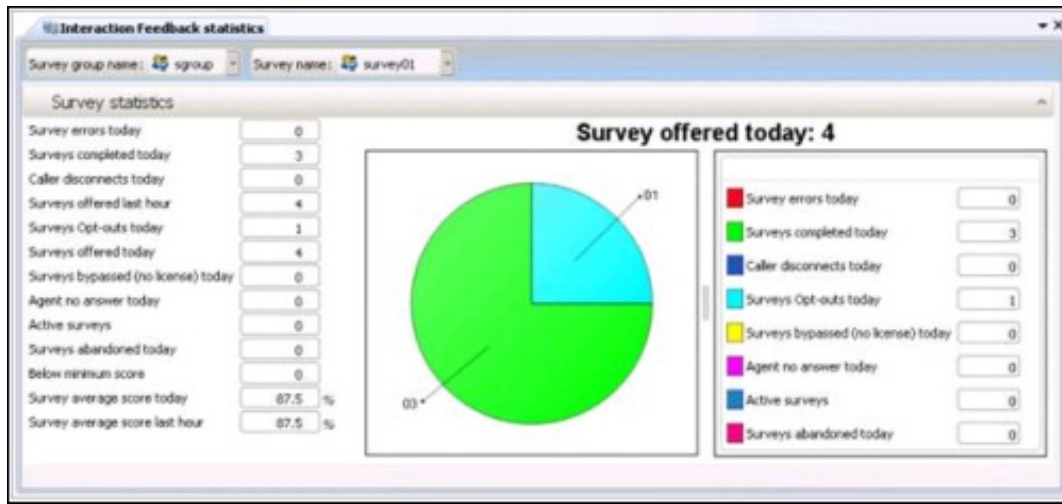 Interaction Feedback statistics
Survey group name: sgroup Survey name: survey01
Survey statistics
Survey errors today 0
Surveys completed today 3
Caller disconnects today 0
Surveys offered last hour 4
Surveys Opt-outs today 1
Surveys offered today 4
Surveys bypassed (no license) today 0
Agent no answer today 0
Active surveys 0
Surveys abandoned today 0
Below minimum score 0
Survey average score today 87.5 %
Survey average score last hour 87.5 %
Survey offered today: 4
01
03
Survey errors today 0
Surveys completed today 3
Caller disconnects today 0
Surveys Opt-outs today 1
Surveys bypassed (no license) today 0
Agent no answer today 0
Active surveys 0
Surveys abandoned today 0